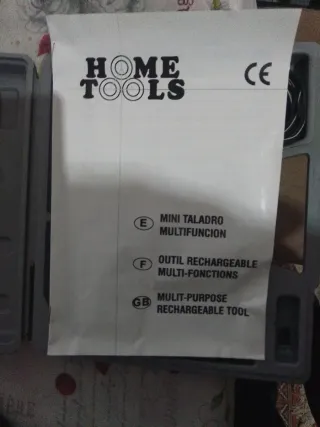 HOME
TOOLS
CE
E MINI TALADRO
MULTIFUNCION
F OUTIL RECHARGEABLE
MULTI-FONCTIONS
GB MULIT-PURPOSE
RECHARGEABLE TOOL